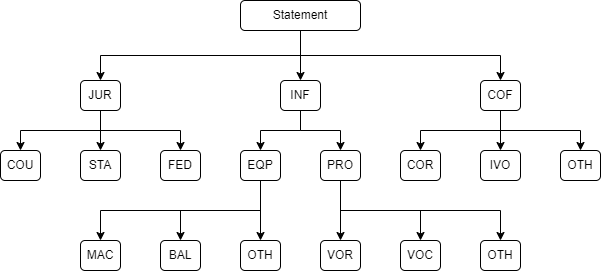 Statement
JUR INF COF
COU STA FED EQP PRO COR IVO OTH
MAC BAL OTH VOR VOC OTH